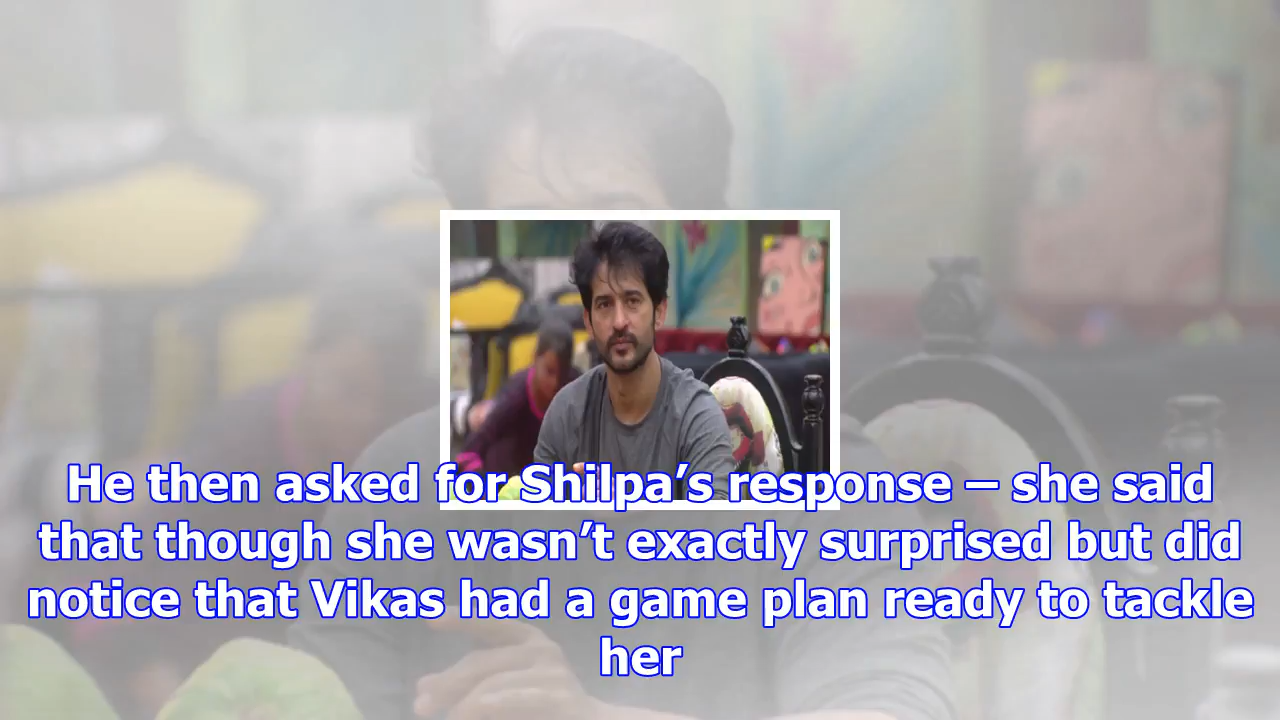 He then asked for Shilpa’s response – she said
that though she wasn’t exactly surprised but did
notice that Vikas had a game plan ready to tackle
her